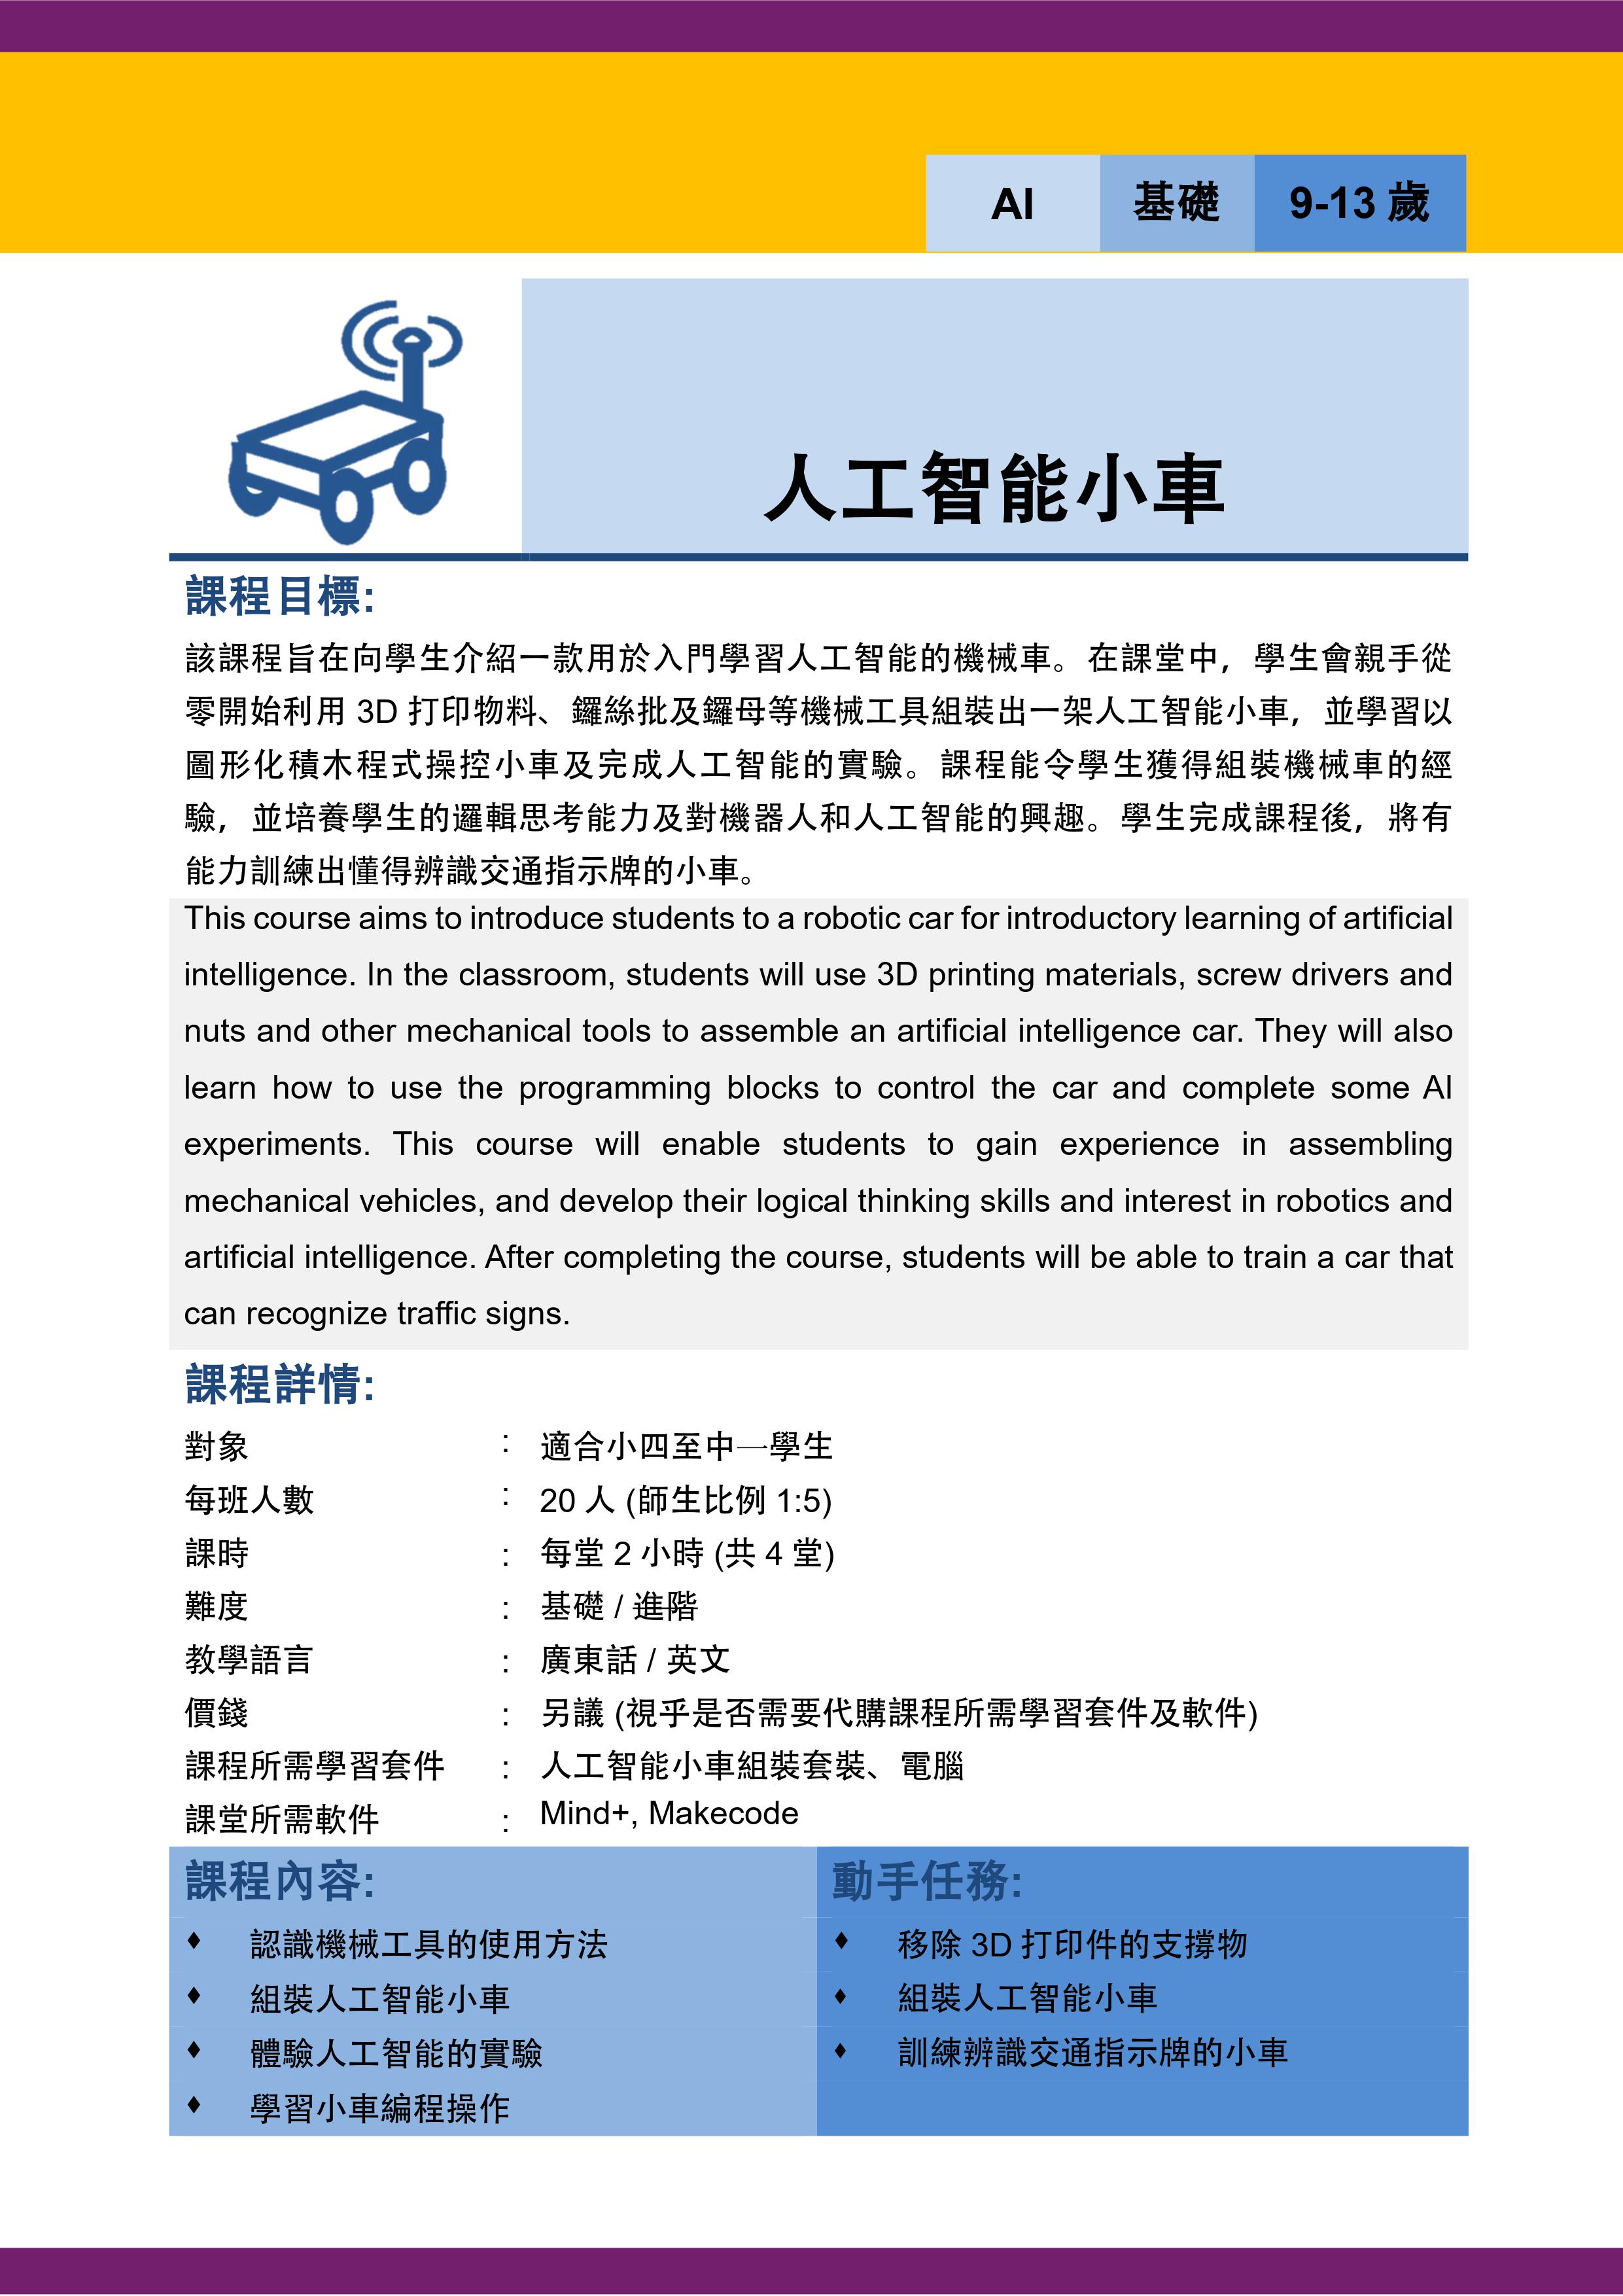 AI 基礎 9-13 歲
人工智能小車
課程目標:
該課程旨在向學生介紹一款用於入門學習人工智能的機械車。在課堂中，學生會親手從
零開始利用 3D 打印物料、鑼絲批及鑼母等機械工具組裝出一架人工智能小車，並學習以
圖形化積木程式操控小車及完成人工智能的實驗。課程能令學生獲得組裝機械車的經
驗，並培養學生的邏輯思考能力及對機器人和人工智能的興趣。學生完成課程後，將有
能力訓練出懂得辨識交通指示牌的小車。
This course aims to introduce students to a robotic car for introductory learning of artificial
intelligence. In the classroom, students will use 3D printing materials, screw drivers and
nuts and other mechanical tools to assemble an artificial intelligence car. They will also
learn how to use the programming blocks to control the car and complete some AI
experiments. This course will enable students to gain experience in assembling
mechanical vehicles, and develop their logical thinking skills and interest in robotics and
artificial intelligence. After completing the course, students will be able to train a car that
can recognize traffic signs.
課程詳情:
對象 : 適合小四至中一學生
每班人數 : 20 人 (師生比例 1:5)
課時 : 每堂 2 小時 (共 4 堂)
難度 : 基礎 / 進階
教學語言 : 廣東話 / 英文
價錢 : 另議 (視乎是否需要代購課程所需學習套件及軟件)
課程所需學習套件 : 人工智能小車組裝套裝、電腦
課堂所需軟件 : Mind+, Makecode
課程內容:
♦ 認識機械工具的使用方法
♦ 組裝人工智能小車
♦ 體驗人工智能的實驗
♦ 學習小車編程操作
動手任務:
♦ 移除 3D 打印件的支撐物
♦ 組裝人工智能小車
♦ 訓練辨識交通指示牌的小車